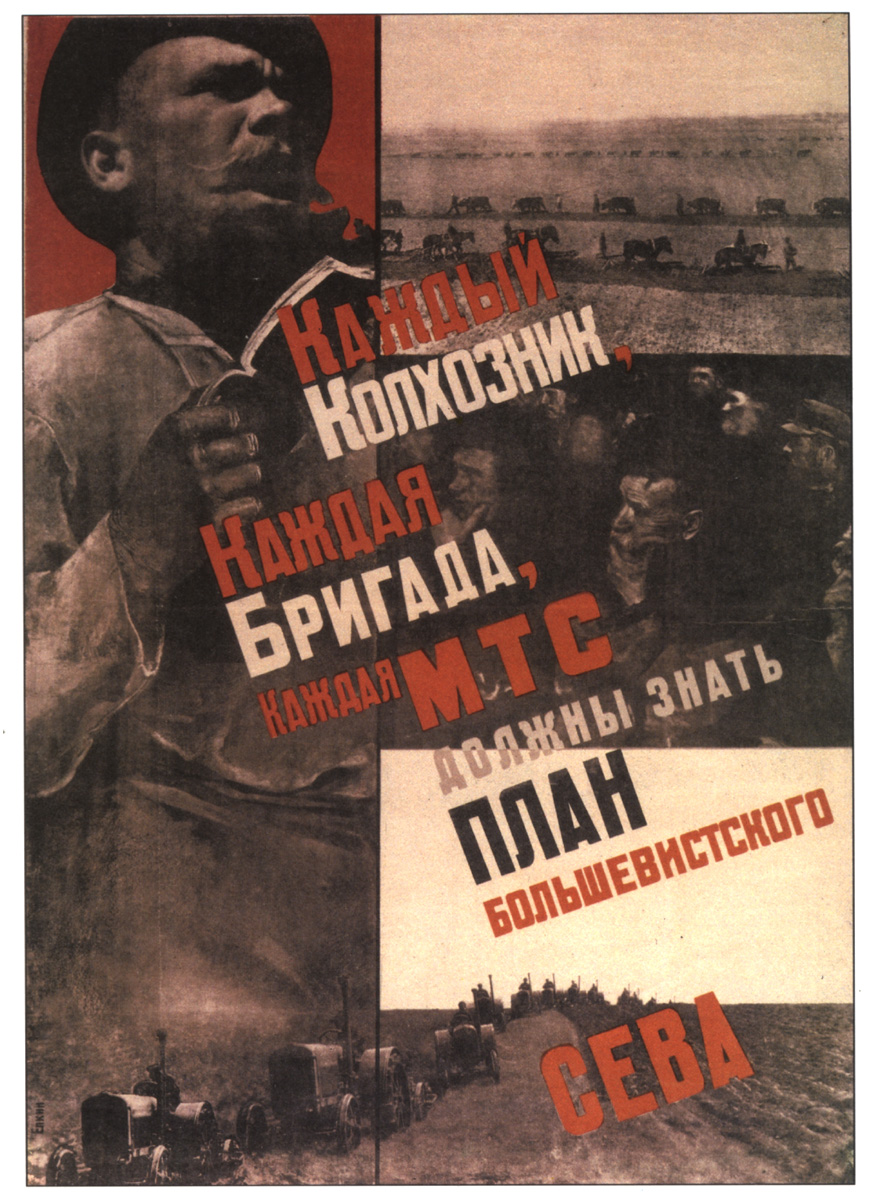 Каждый
Колхозник,
Каждая
Бригада,
каждая МТС
должны знать
ПЛАН
большевистского
СЕВА